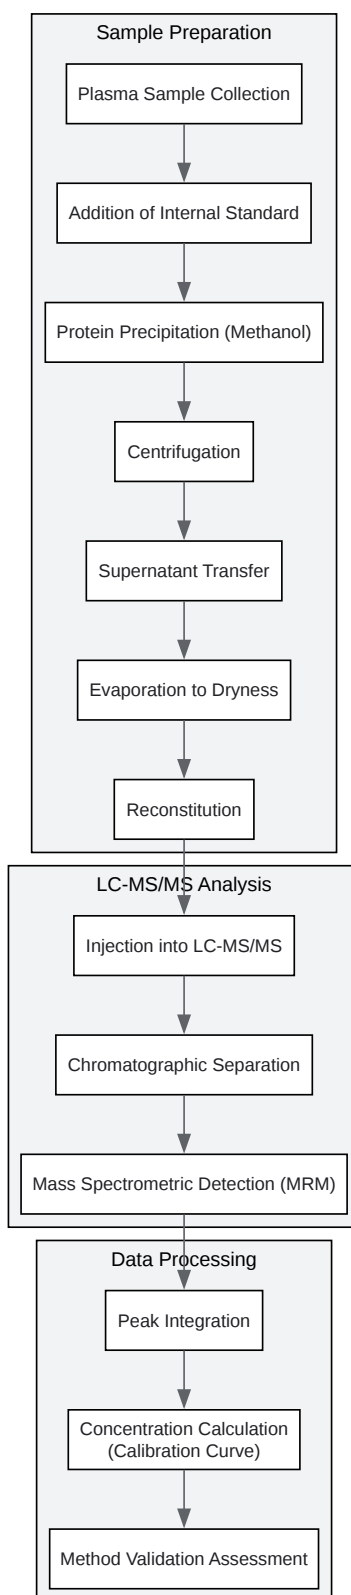 Sample Preparation
Plasma Sample Collection
Addition of Internal Standard
Protein Precipitation (Methanol)
Centrifugation
Supernatant Transfer
Evaporation to Dryness
Reconstitution
LC-MS/MS Analysis
Injection into LC-MS/MS
Chromatographic Separation
Mass Spectrometric Detection (MRM)
Data Processing
Peak Integration
Concentration Calculation
(Calibration Curve)
Method Validation Assessment